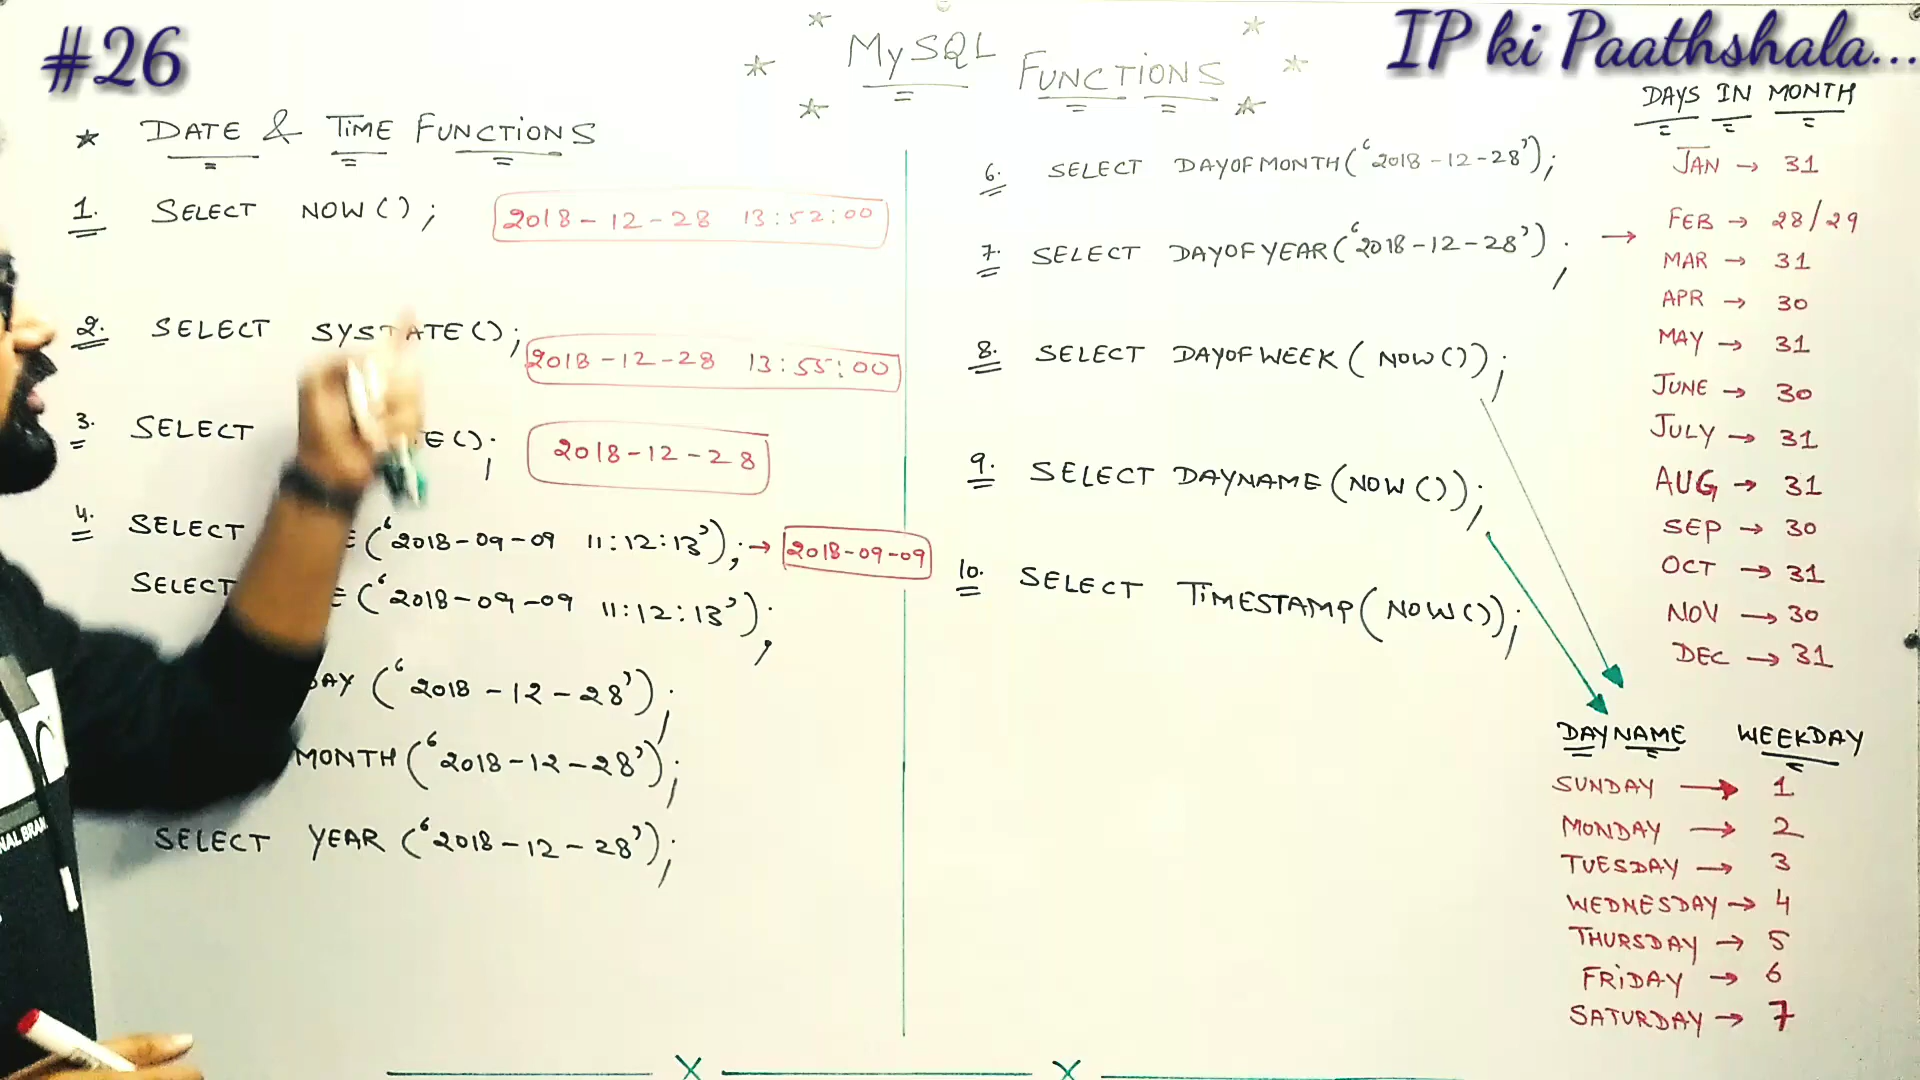 #26
IP ki Paathshala...
MySQL FUNCTIONS
★ DATE & TIME FUNCTIONS
1. SELECT NOW(); 2018-12-28 13:52:00
2. SELECT SYSDATE(); 2018-12-28 13:55:00
3. SELECT E(); 2018-12-28
4. SELECT E('2018-09-09 11:12:13'); → 2018-09-09
SELECT E('2018-09-09 11:12:13');
DAY ('2018-12-28');
MONTH('2018-12-28');
SELECT YEAR ('2018-12-28');
6. SELECT DAYOFMONTH('2018-12-28');
7. SELECT DAYOFYEAR('2018-12-28'); →
8. SELECT DAYOFWEEK(NOW());
9. SELECT DAYNAME(NOW());
10. SELECT TIMESTAMP(NOW());
DAYS IN MONTH
JAN → 31
FEB → 28/29
MAR → 31
APR → 30
MAY → 31
JUNE → 30
JULY → 31
AUG → 31
SEP → 30
OCT → 31
NOV → 30
DEC → 31
DAYNAME WEEKDAY
SUNDAY → 1
MONDAY → 2
TUESDAY → 3
WEDNESDAY → 4
THURSDAY → 5
FRIDAY → 6
SATURDAY → 7